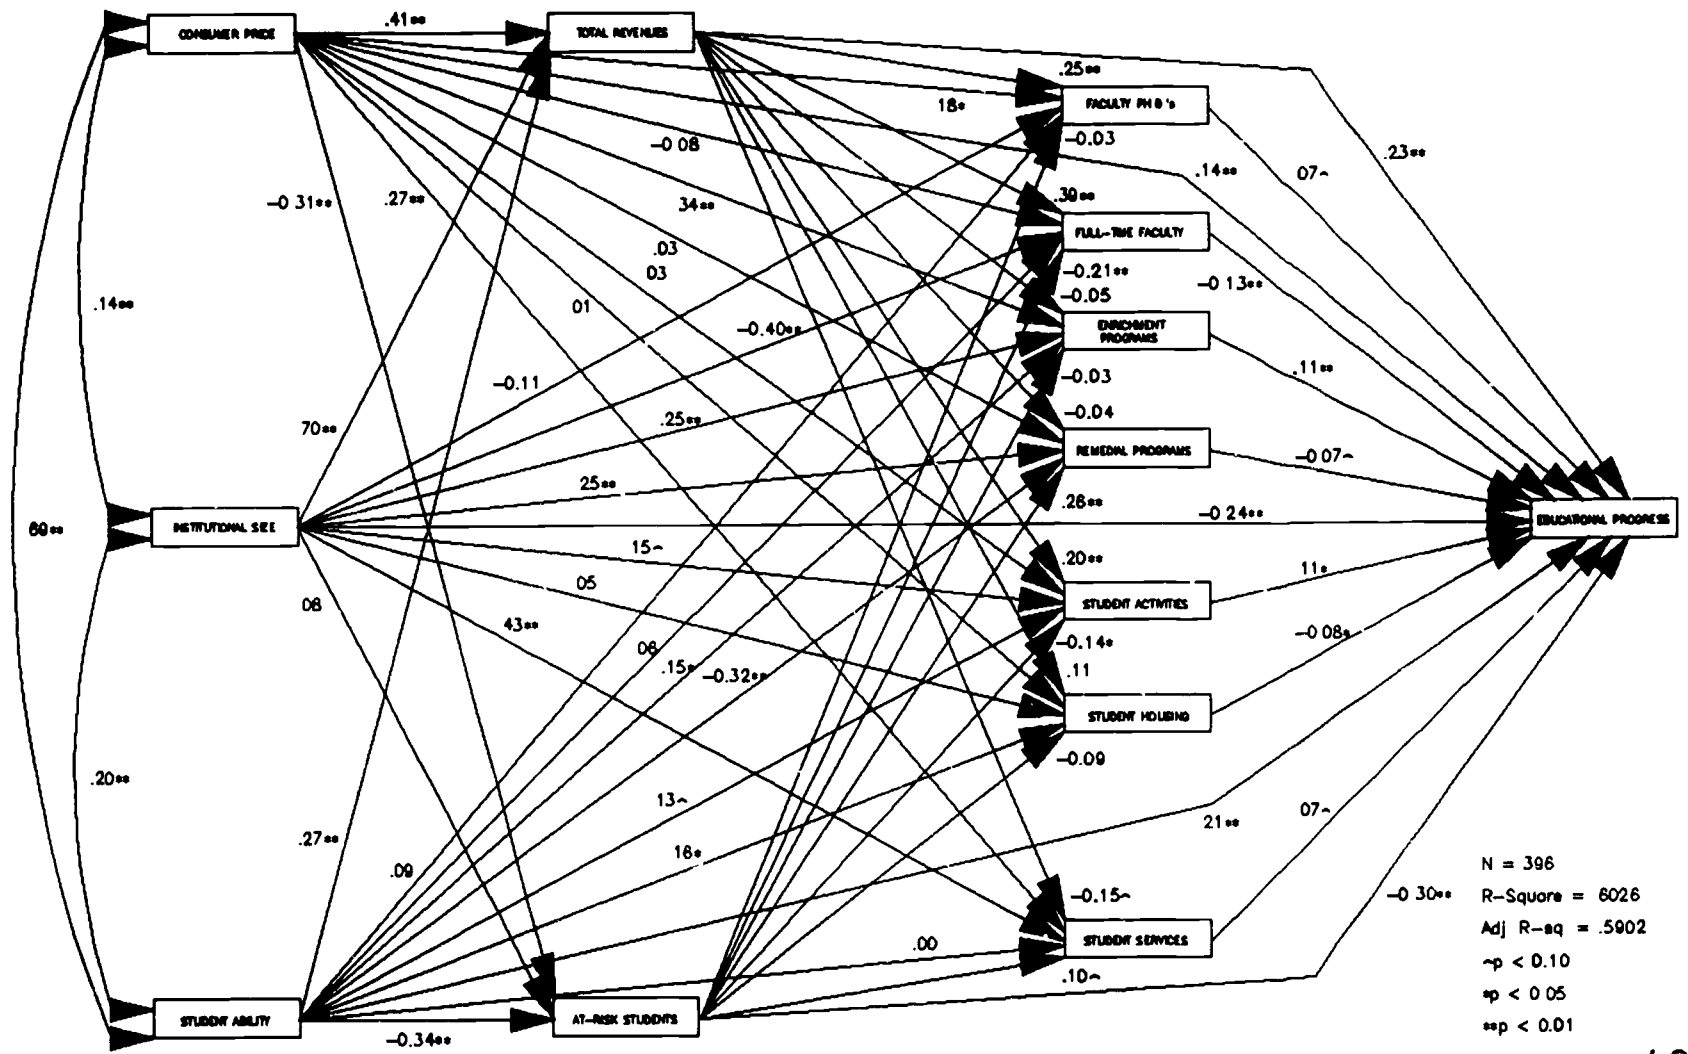 .41**
CONSUMER PRICE
TOTAL REVENUES
.25**
18*
FACULTY PH D 's
-0.03
-0 08
.23**
.14**
07~
-0 31**
.27**
34**
.39**
FULL-TIME FACULTY
.03
03
-0.21**
-0 13**
-0.05
.14**
01
ENRICHMENT
PROGRAMS
-0.40**
.11**
-0.11
-0.03
-0.04
70**
.25**
REMEDIAL PROGRAMS
-0 07~
25**
.26**
-0 24**
69**
INSTITUTIONAL SIZE
EDUCATIONAL PROGRESS
15~
.20**
11*
05
08
STUDENT ACTIVITIES
43**
-0.14*
-0 08*
06
.15*
-0.32**
.11
STUDENT HOUSING
-0.09
.20**
13~
07~
21**
.27**
16*
.09
N = 396
R-Square = 6026
-0.15~
-0 30**
Adj R-sq = .5902
.00
STUDENT SERVICES
~p < 0.10
.10~
*p < 0 05
STUDENT ABILITY
AT-RISK STUDENTS
**p < 0.01
-0.34**